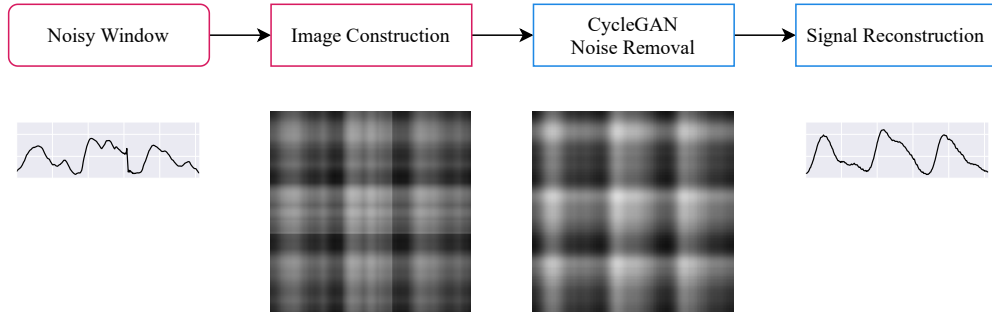 Noisy Window
Image Construction
CycleGAN
Noise Removal
Signal Reconstruction